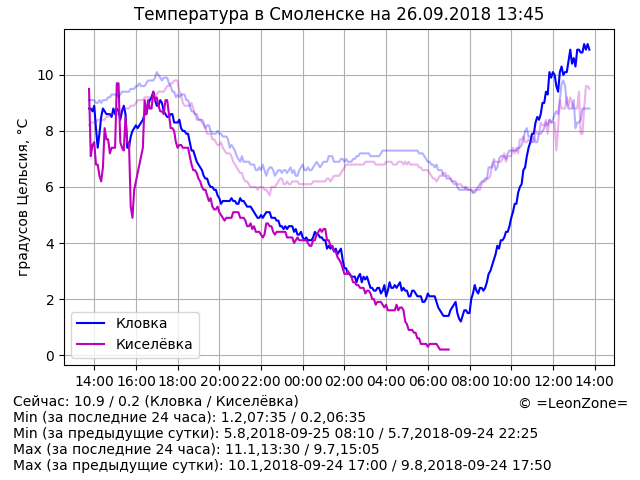 Температура в Смоленске на 26.09.2018 13:45
градусов Цельсия, °C
10
8
6
4
2
0
Кловка
Киселёвка
14:00 16:00 18:00 20:00 22:00 00:00 02:00 04:00 06:00 08:00 10:00 12:00 14:00
Сейчас: 10.9 / 0.2 (Кловка / Киселёвка)
© =LeonZone=
Min (за последние 24 часа): 1.2,07:35 / 0.2,06:35
Min (за предыдущие сутки): 5.8,2018-09-25 08:10 / 5.7,2018-09-24 22:25
Max (за последние 24 часа): 11.1,13:30 / 9.7,15:05
Max (за предыдущие сутки): 10.1,2018-09-24 17:00 / 9.8,2018-09-24 17:50